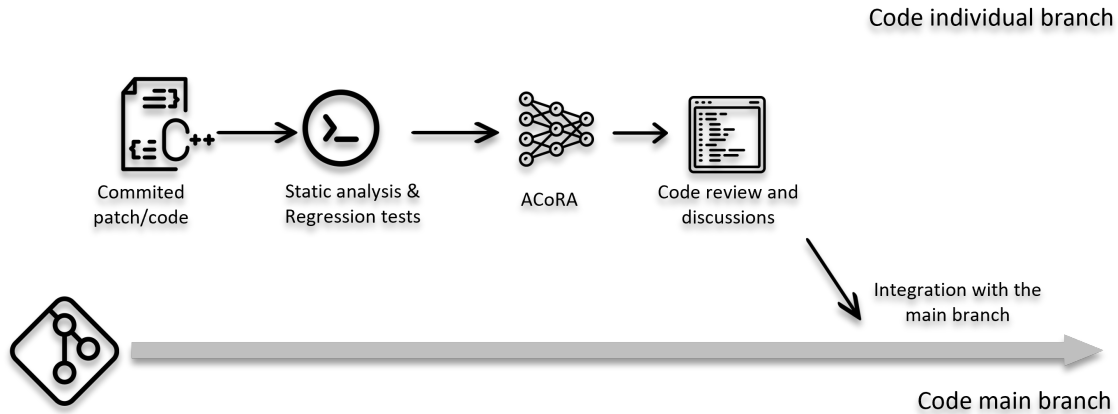 Code individual branch
C++
Commited
patch/code
Static analysis &
Regression tests
ACoRA
Code review and
discussions
Integration with the
main branch
Code main branch